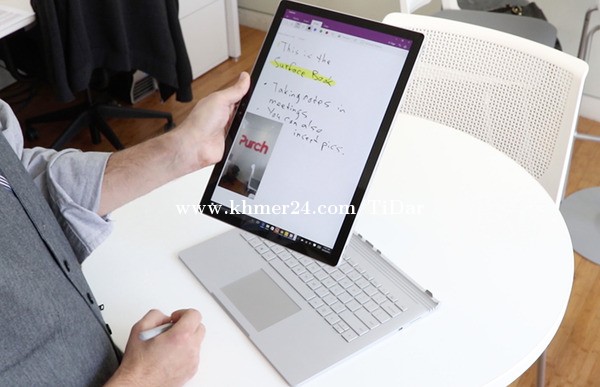 This is the
Surface Book
• Taking notes in
meetings
• You can also
insert pics.
Purch
www.khmer24.com/TiDar